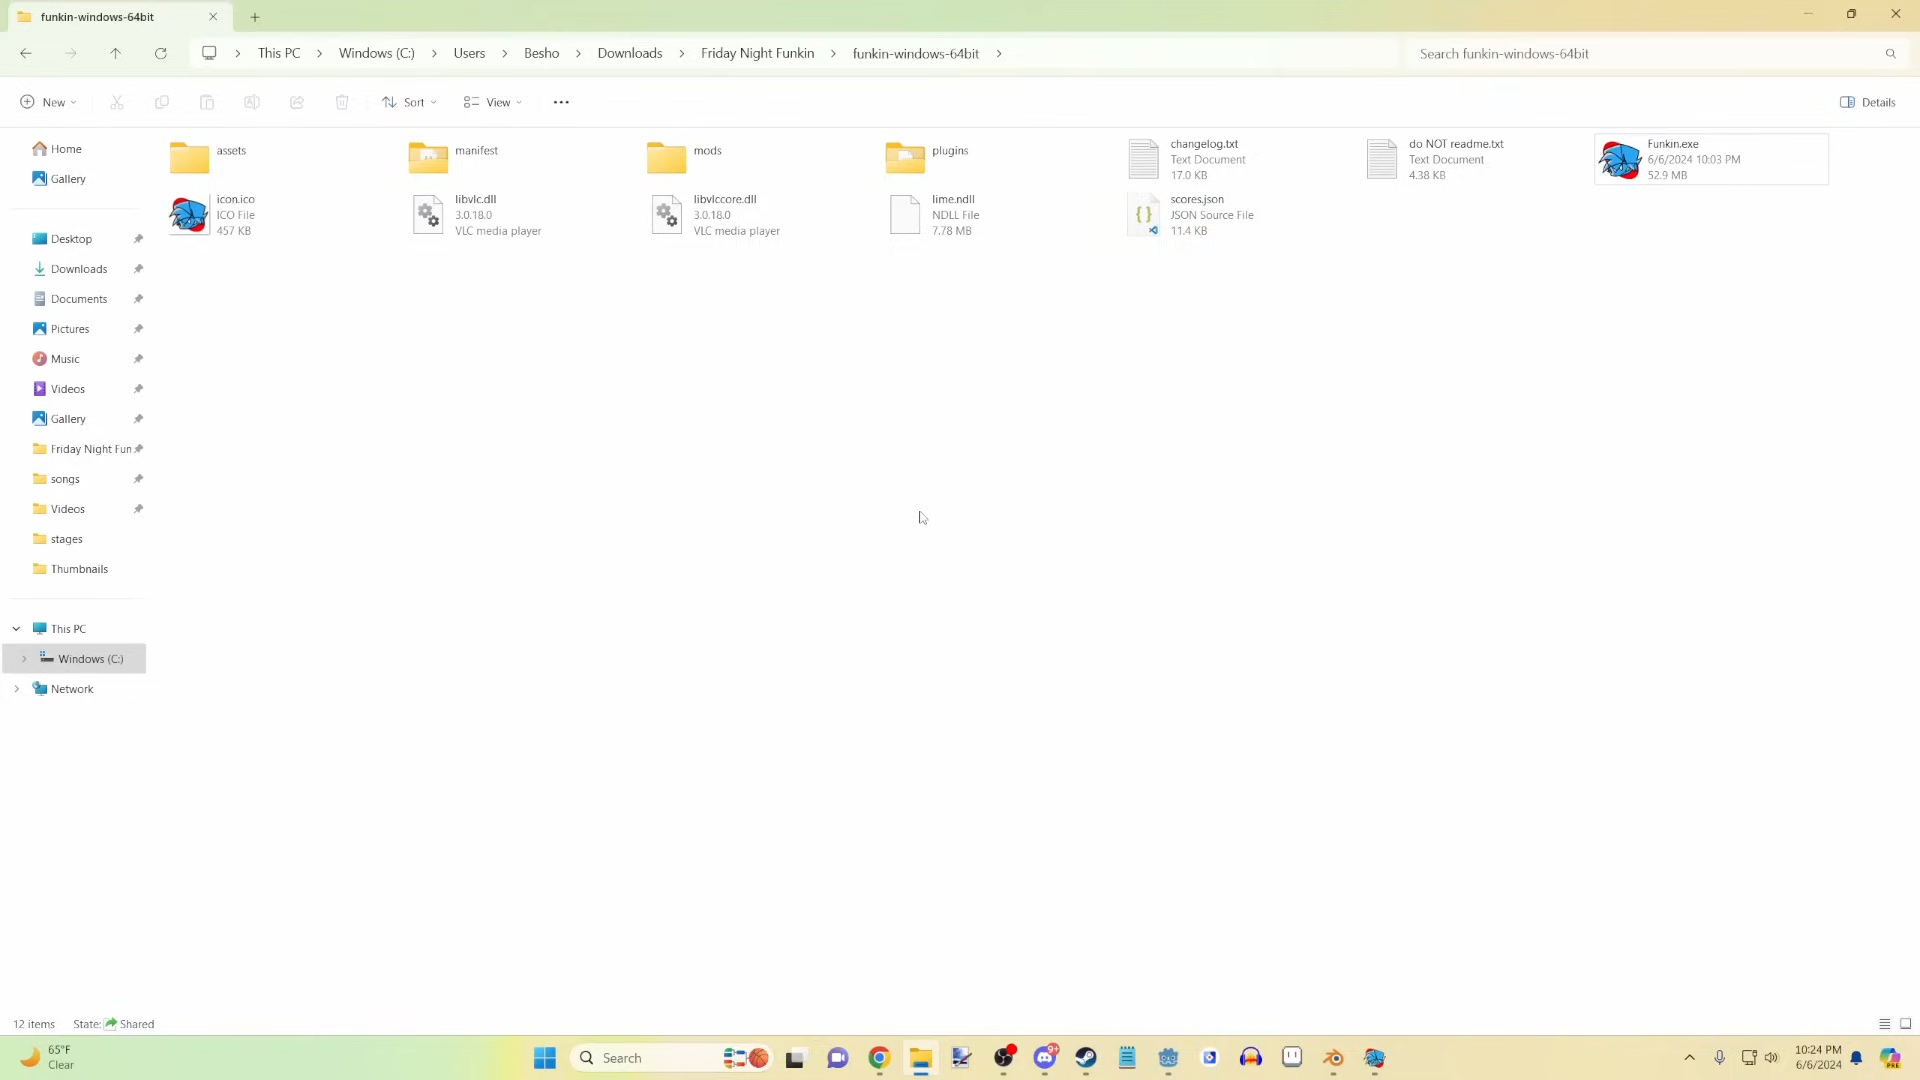 funkin-windows-64bit
This PC
Windows (C:)
Users
Besho
Downloads
Friday Night Funkin
funkin-windows-64bit
Search funkin-windows-64bit
New
Sort
View
Details
Home
Gallery
Desktop
Downloads
Documents
Pictures
Music
Videos
Gallery
Friday Night Fun
songs
Videos
stages
Thumbnails
This PC
Windows (C:)
Network
assets
manifest
mods
plugins
changelog.txt
Text Document
17.0 KB
do NOT readme.txt
Text Document
4.38 KB
Funkin.exe
6/6/2024 10:03 PM
52.9 MB
icon.ico
ICO File
457 KB
libvlc.dll
3.0.18.0
VLC media player
libvlccore.dll
3.0.18.0
VLC media player
lime.ndll
NDLL File
7.78 MB
scores.json
JSON Source File
11.4 KB
12 items
State: Shared
65°F
Clear
Search
9+
10:24 PM
6/6/2024
PRE